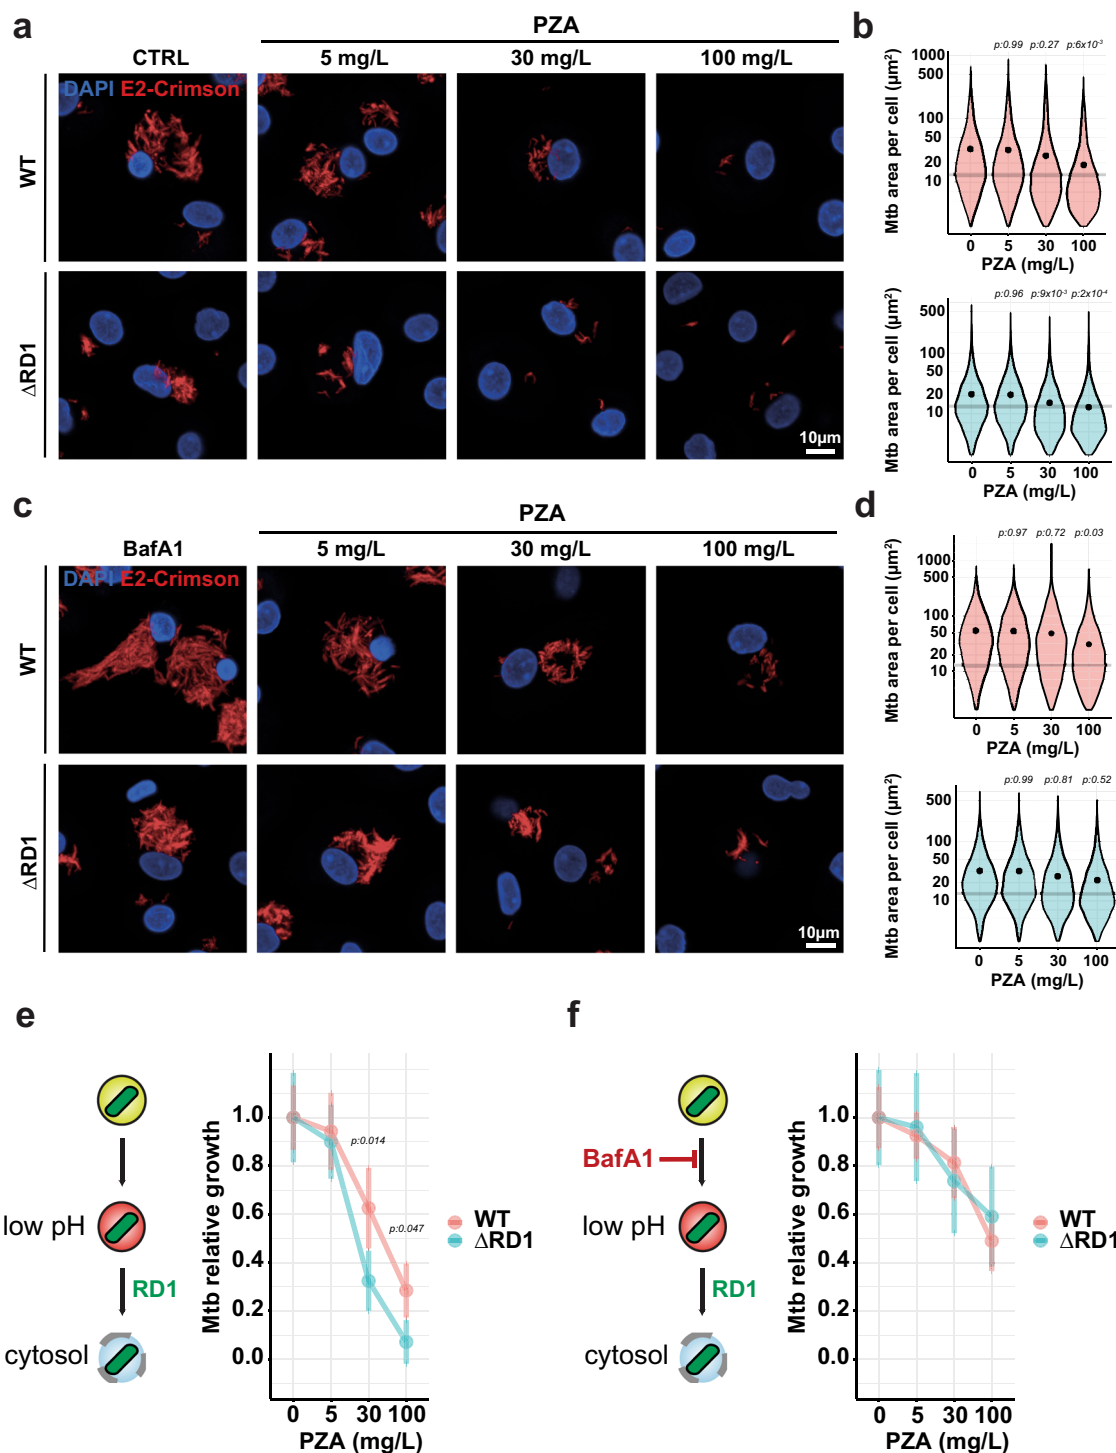 a
PZA
CTRL 5 mg/L 30 mg/L 100 mg/L
DAPI E2-Crimson
WT
ΔRD1
10μm
b
p:0.99 p:0.27 p:6x10⁻³
Mtb area per cell (μm²)
1000
500
100
50
20
10
0 5 30 100
PZA (mg/L)
p:0.96 p:9x10⁻³ p:2x10⁻⁴
Mtb area per cell (μm²)
500
100
50
20
10
0 5 30 100
PZA (mg/L)
c
PZA
BafA1 5 mg/L 30 mg/L 100 mg/L
DAPI E2-Crimson
WT
ΔRD1
10μm
d
p:0.97 p:0.72 p:0.03
Mtb area per cell (μm²)
1000
500
100
50
20
10
0 5 30 100
PZA (mg/L)
p:0.99 p:0.81 p:0.52
Mtb area per cell (μm²)
500
100
50
20
10
0 5 30 100
PZA (mg/L)
e
low pH
RD1
cytosol
Mtb relative growth
1.0
0.8
0.6
0.4
0.2
0.0
p:0.014
p:0.047
0 5 30 100
PZA (mg/L)
WT
ΔRD1
f
BafA1
low pH
RD1
cytosol
Mtb relative growth
1.0
0.8
0.6
0.4
0.2
0.0
0 5 30 100
PZA (mg/L)
WT
ΔRD1